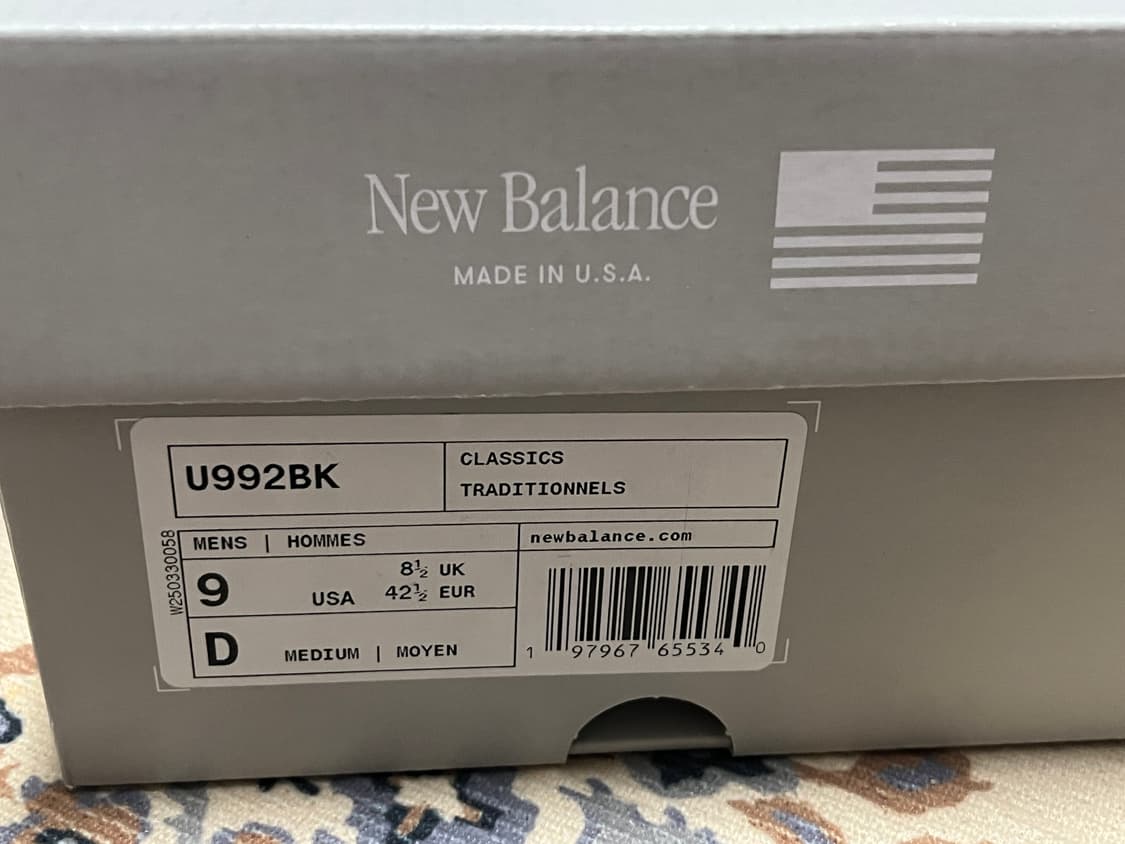 New Balance
MADE IN U.S.A.
U992BK
CLASSICS
TRADITIONNELS
W250330058
MENS | HOMMES
newbalance.com
9 USA 8½ UK
42½ EUR
D MEDIUM | MOYEN
1 97967 65534 0